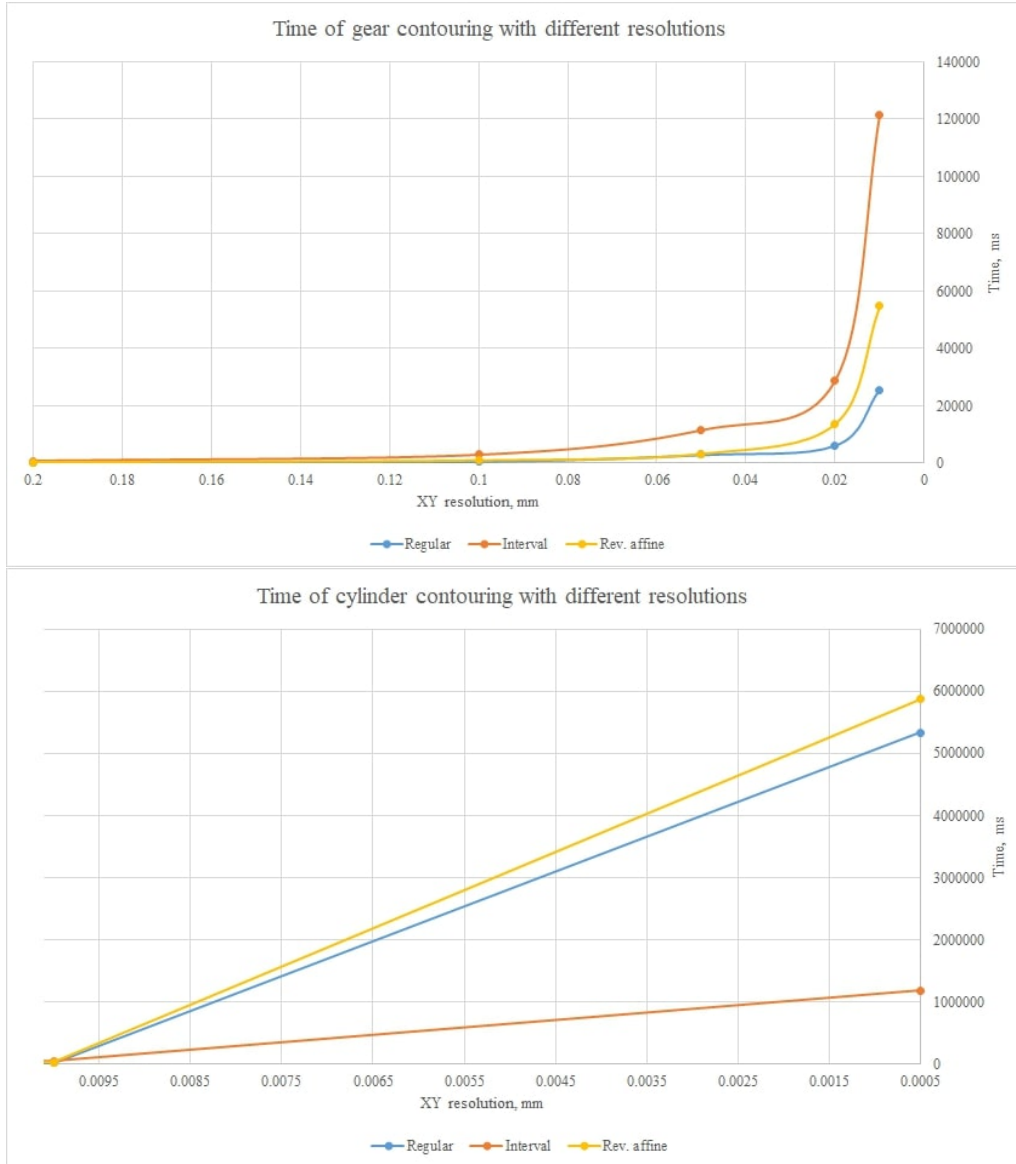 Time of gear contouring with different resolutions
140000
120000
100000
80000
60000
40000
20000
0
Time, ms
0.2 0.18 0.16 0.14 0.12 0.1 0.08 0.06 0.04 0.02 0
XY resolution, mm
Regular Interval Rev. affine
Time of cylinder contouring with different resolutions
7000000
6000000
5000000
4000000
3000000
2000000
1000000
0
Time, ms
0.0095 0.0085 0.0075 0.0065 0.0055 0.0045 0.0035 0.0025 0.0015 0.0005
XY resolution, mm
Regular Interval Rev. affine